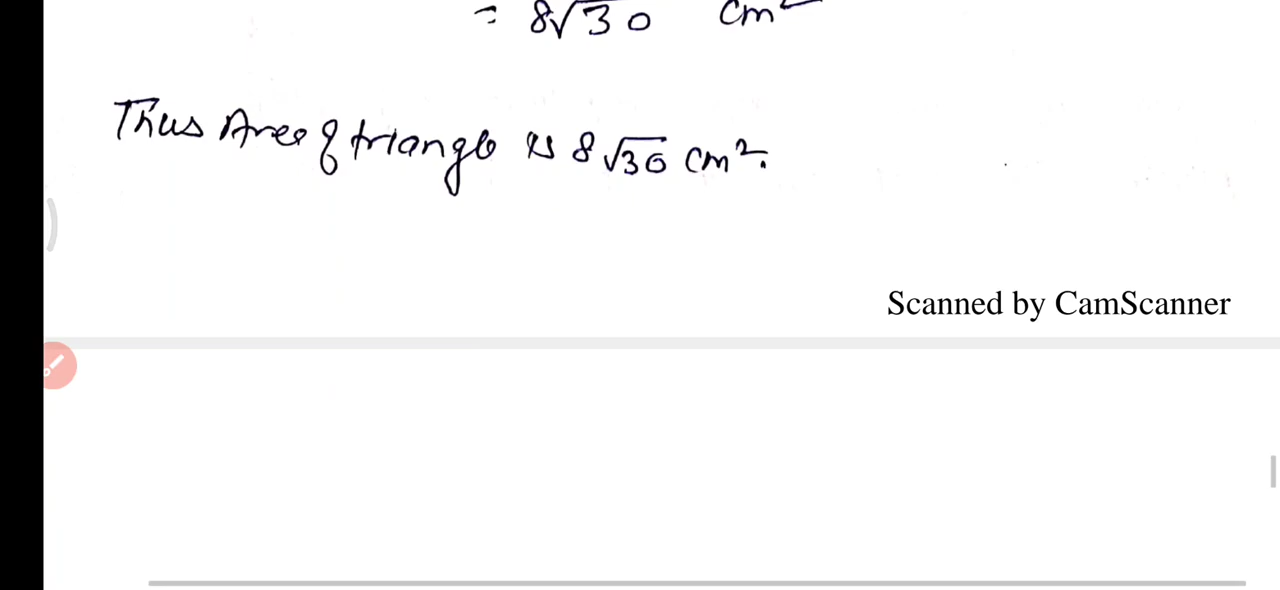 = 8√30 cm²
Thus Area of triangle is 8√30 cm².
Scanned by CamScanner